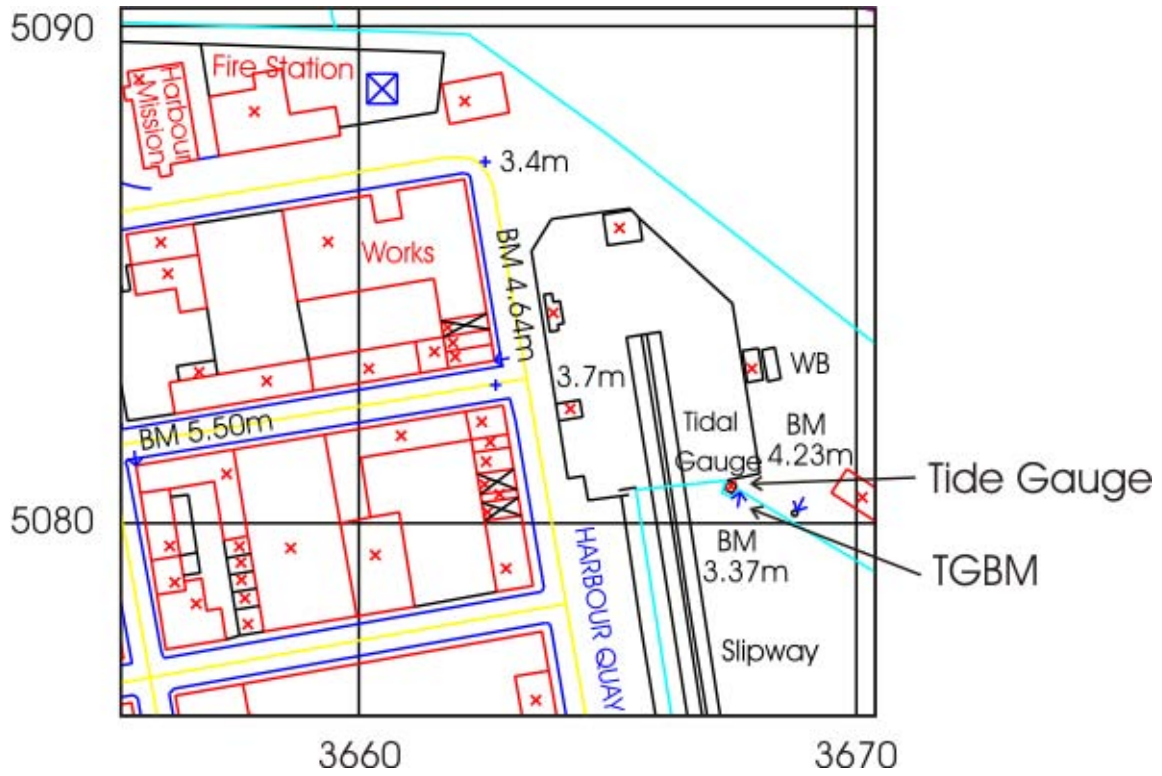 5090
Fire Station
Harbour
Mission
3.4m
Works
BM 4.64m
3.7m
WB
BM 5.50m
Tidal
Gauge
BM
4.23m
Tide Gauge
5080
BM
3.37m
TGBM
HARBOUR QUAY
Slipway
3660
3670